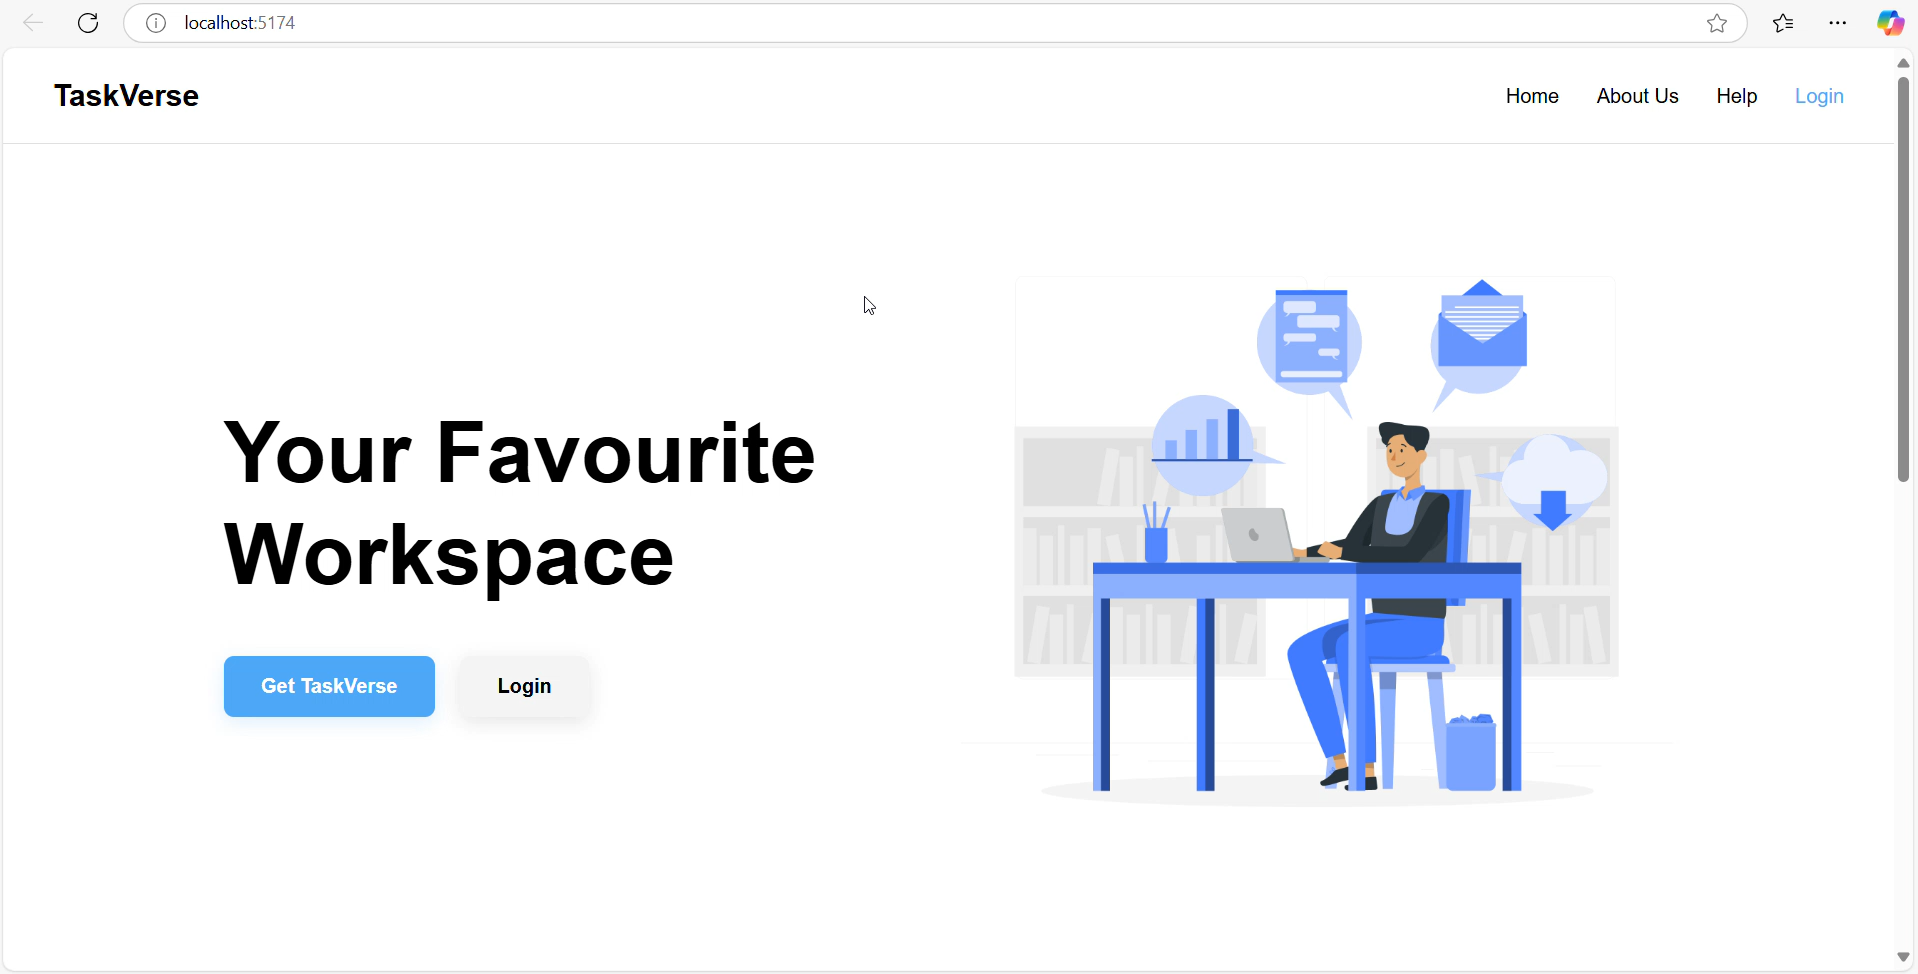 localhost:5174
TaskVerse
Home About Us Help Login
Your Favourite
Workspace
Get TaskVerse Login